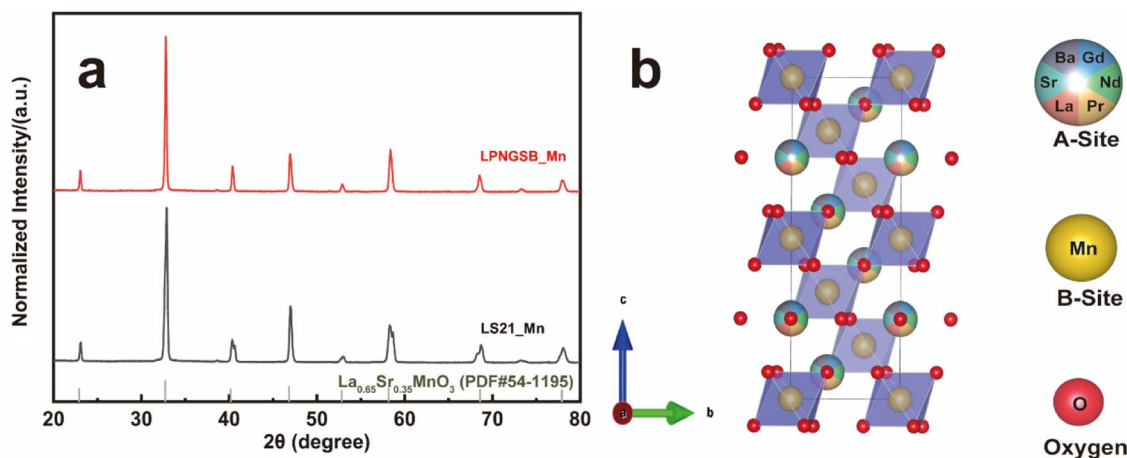 a
LPNGSB_Mn
LS21_Mn
La0.65Sr0.35MnO3 (PDF#54-1195)
Normalized Intensity/(a.u.)
20 30 40 50 60 70 80
2θ (degree)
b
c
a
b
Ba Gd
Sr Nd
La Pr
A-Site
Mn
B-Site
O
Oxygen